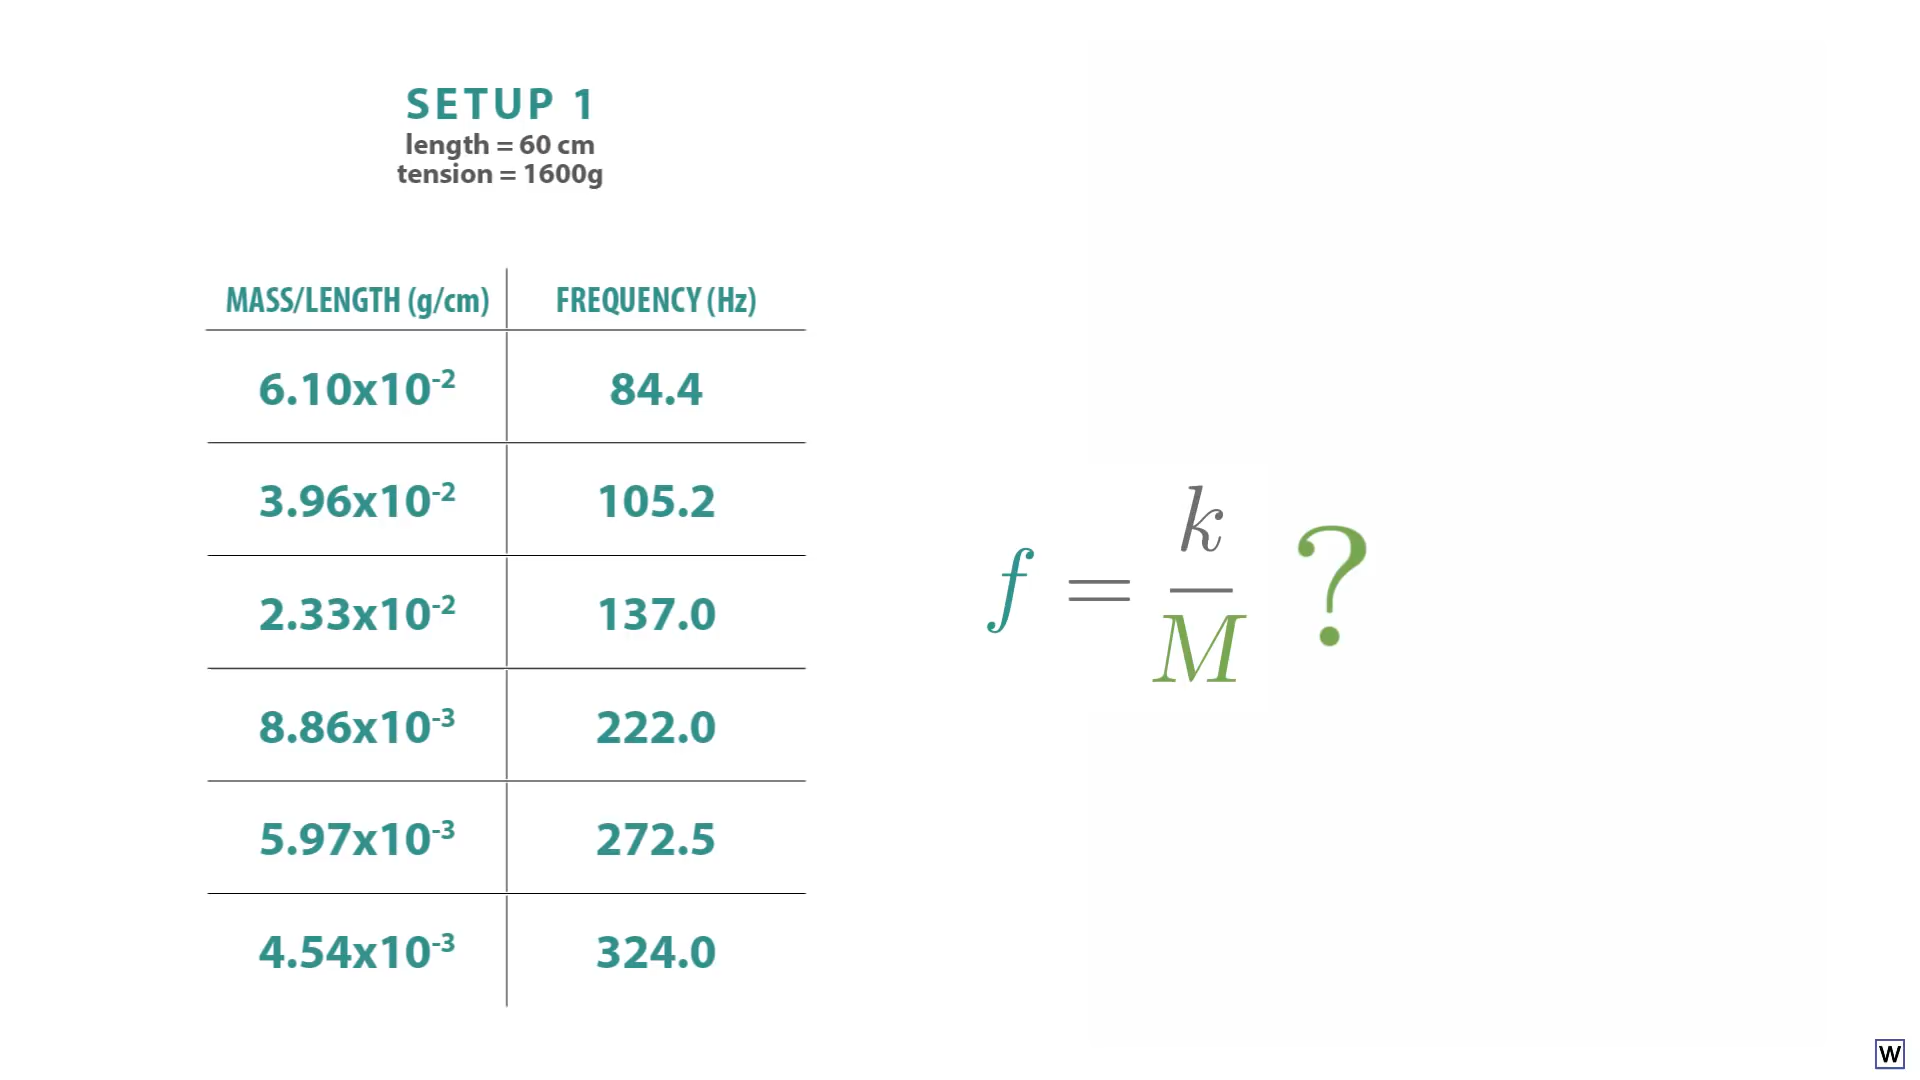 SETUP 1
length = 60 cm
tension = 1600g
MASS/LENGTH (g/cm) FREQUENCY (Hz)
6.10x10⁻² 84.4
3.96x10⁻² 105.2
2.33x10⁻² 137.0
8.86x10⁻³ 222.0
5.97x10⁻³ 272.5
4.54x10⁻³ 324.0
f = k/M ?
W